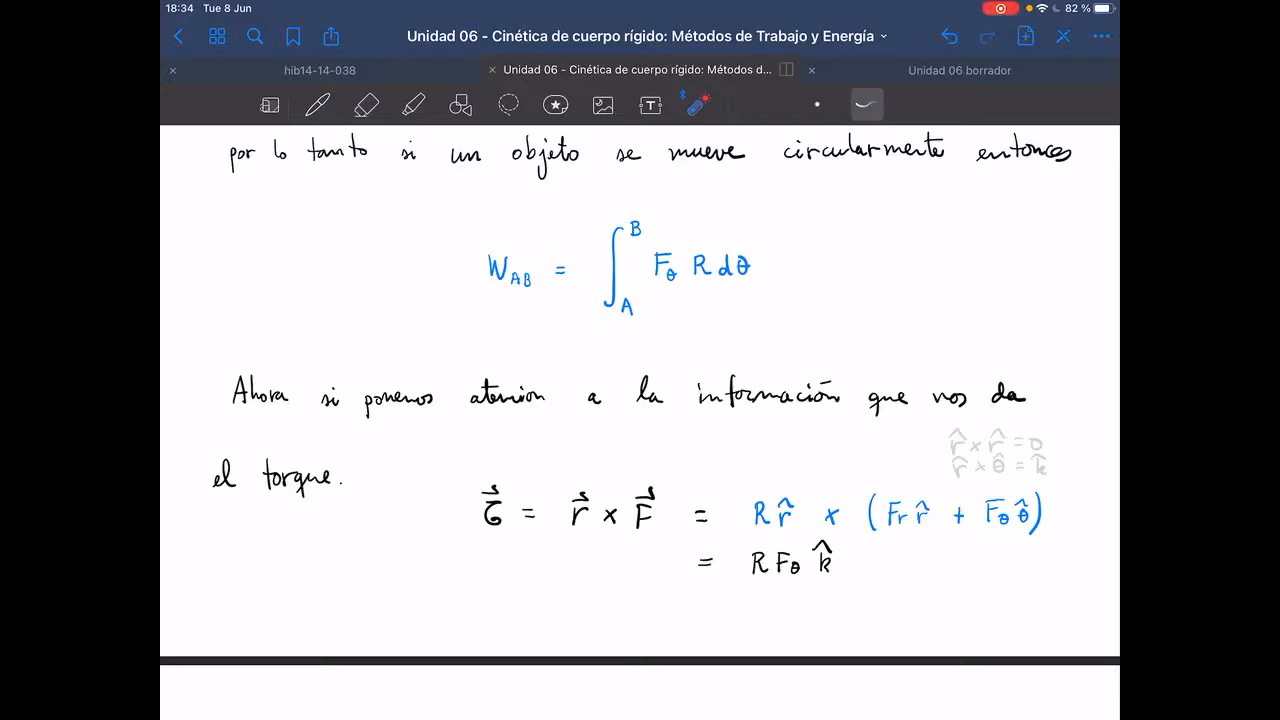 18:34 Tue 8 Jun 82 %
Unidad 06 - Cinética de cuerpo rígido: Métodos de Trabajo y Energía
hib14-14-038 Unidad 06 - Cinética de cuerpo rígido: Métodos d... Unidad 06 borrador
por lo tanto si un objeto se mueve circularmente entonces
W_AB = ∫_A^B F_θ R dθ
Ahora si ponemos atension a la información que nos da
r̂ × r̂ = 0
r̂ × θ̂ = k̂
el torque.
τ⃗ = r⃗ × F⃗ = R r̂ × (Fr r̂ + F_θ θ̂)
= R F_θ k̂